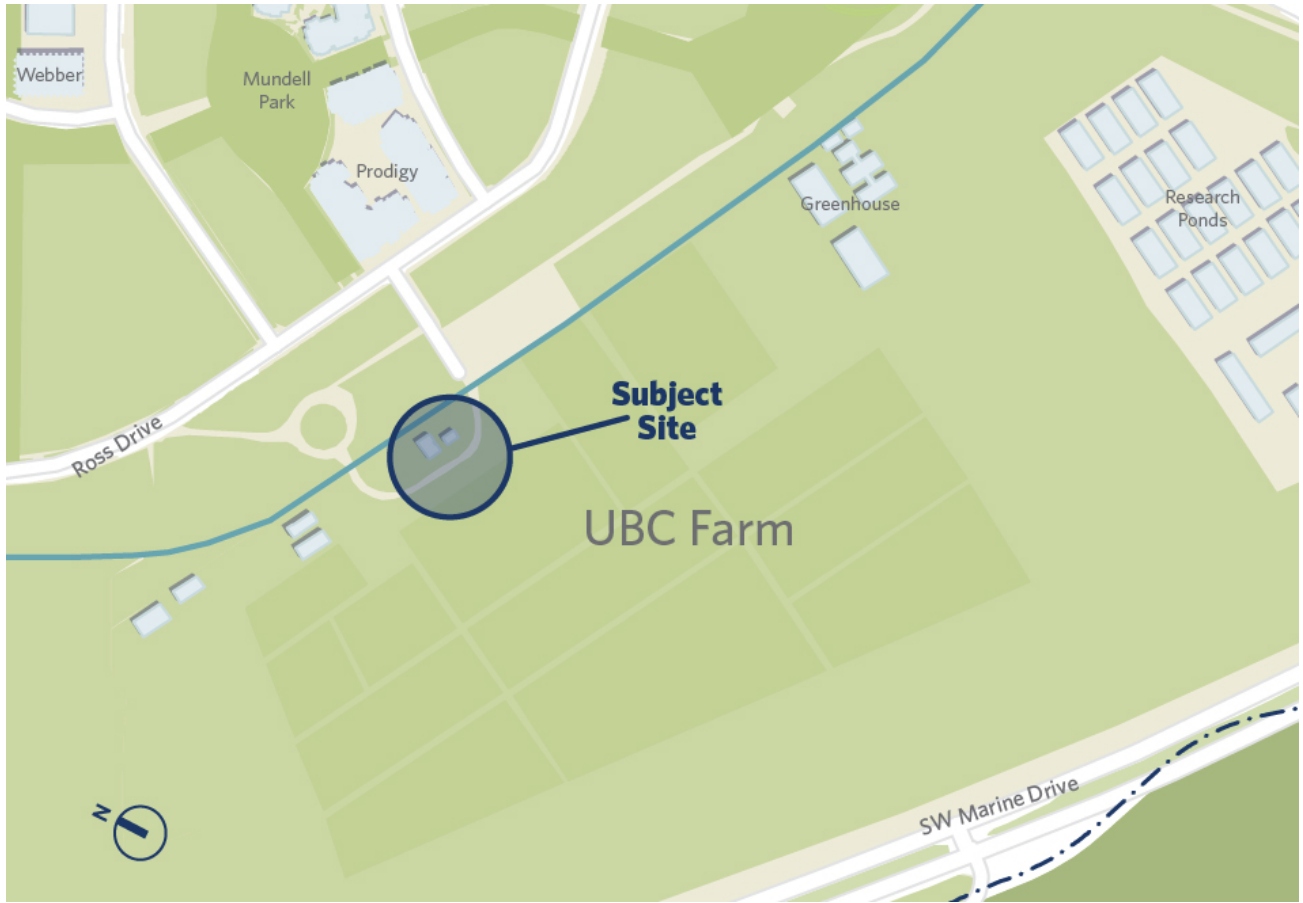 Webber
Mundell
Park
Prodigy
Greenhouse
Research
Ponds
Subject
Site
Ross Drive
UBC Farm
SW Marine Drive
N